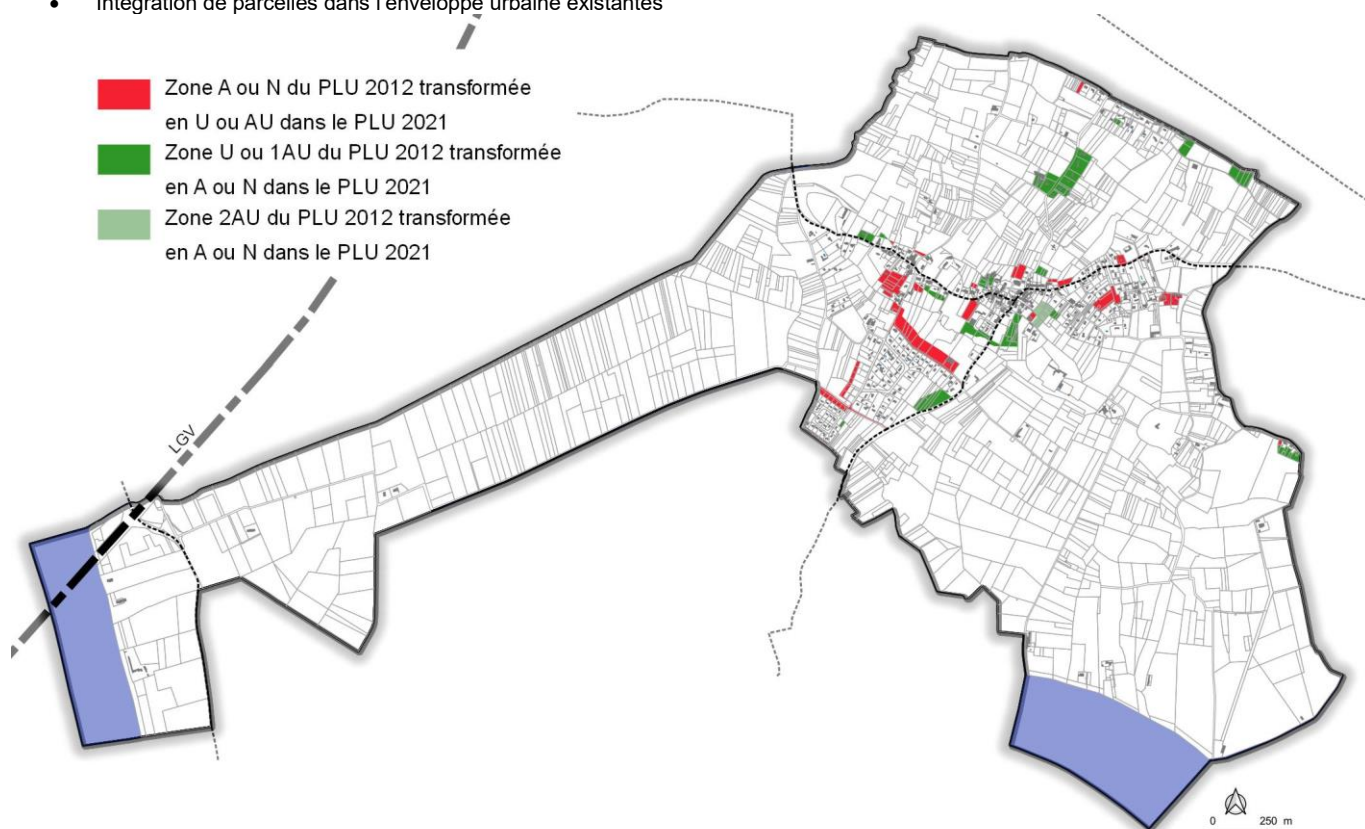 • Intégration de parcelles dans l'enveloppe urbaine existantes
Zone A ou N du PLU 2012 transformée
en U ou AU dans le PLU 2021
Zone U ou 1AU du PLU 2012 transformée
en A ou N dans le PLU 2021
Zone 2AU du PLU 2012 transformée
en A ou N dans le PLU 2021
LGV
0 250 m